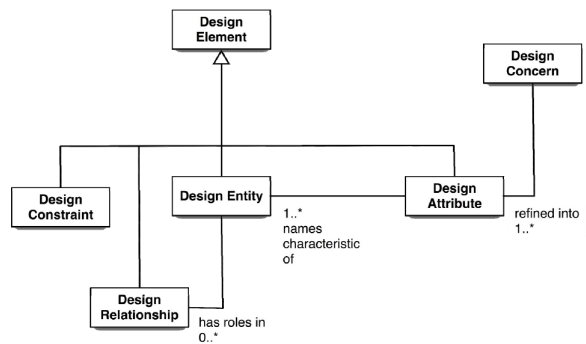 Design
Element
Design
Concern
Design
Constraint
Design Entity
Design
Attribute
1..*
names
characteristic
of
refined into
1..*
Design
Relationship
has roles in
0..*